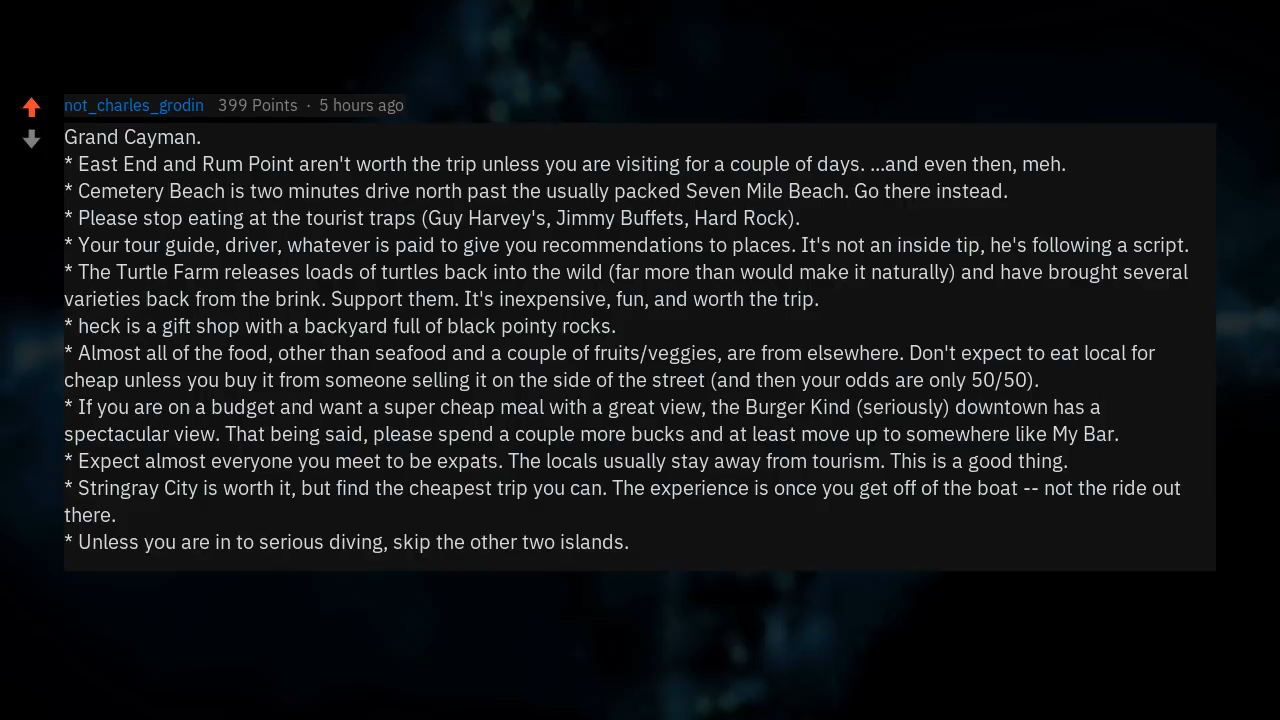 not_charles_grodin 399 Points · 5 hours ago
Grand Cayman.
* East End and Rum Point aren't worth the trip unless you are visiting for a couple of days. ...and even then, meh.
* Cemetery Beach is two minutes drive north past the usually packed Seven Mile Beach. Go there instead.
* Please stop eating at the tourist traps (Guy Harvey's, Jimmy Buffets, Hard Rock).
* Your tour guide, driver, whatever is paid to give you recommendations to places. It's not an inside tip, he's following a script.
* The Turtle Farm releases loads of turtles back into the wild (far more than would make it naturally) and have brought several
varieties back from the brink. Support them. It's inexpensive, fun, and worth the trip.
* heck is a gift shop with a backyard full of black pointy rocks.
* Almost all of the food, other than seafood and a couple of fruits/veggies, are from elsewhere. Don't expect to eat local for
cheap unless you buy it from someone selling it on the side of the street (and then your odds are only 50/50).
* If you are on a budget and want a super cheap meal with a great view, the Burger Kind (seriously) downtown has a
spectacular view. That being said, please spend a couple more bucks and at least move up to somewhere like My Bar.
* Expect almost everyone you meet to be expats. The locals usually stay away from tourism. This is a good thing.
* Stringray City is worth it, but find the cheapest trip you can. The experience is once you get off of the boat -- not the ride out
there.
* Unless you are in to serious diving, skip the other two islands.